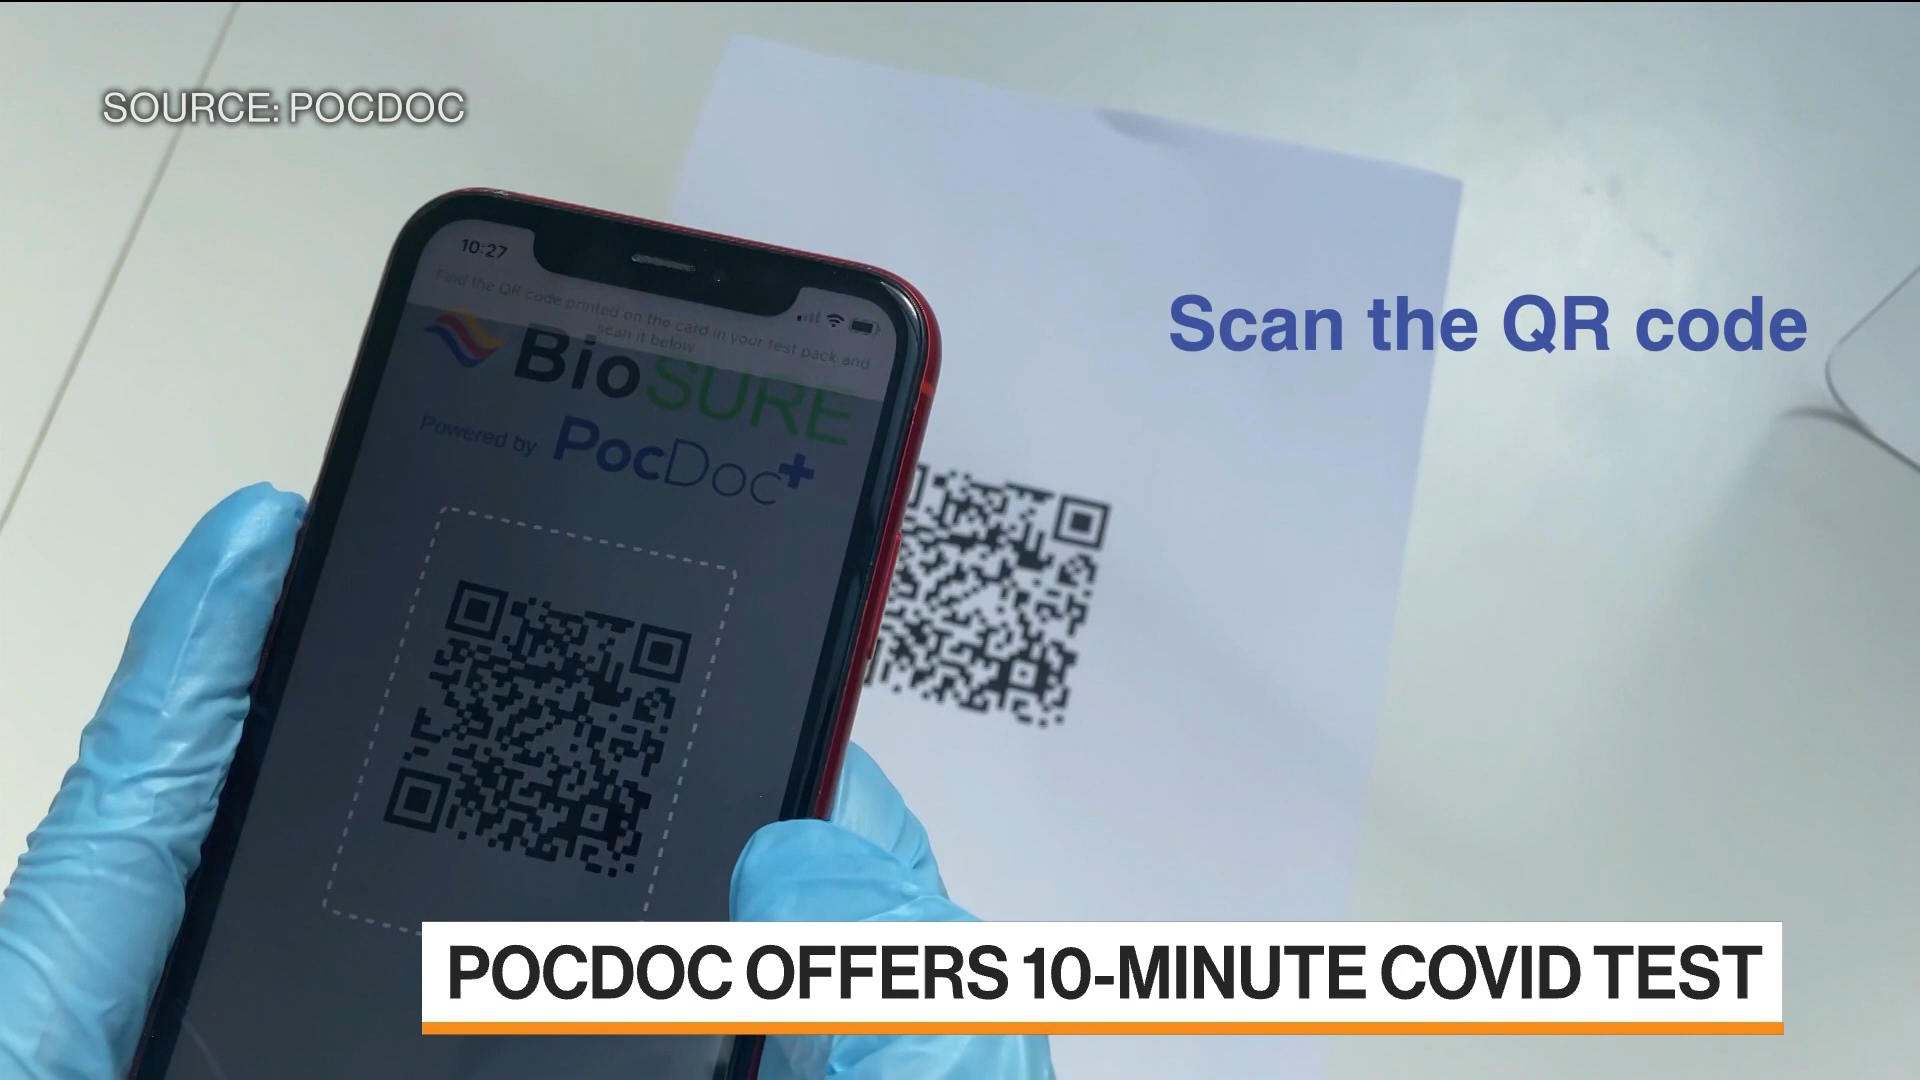 SOURCE: POCDOC
10:27
Find the QR code printed on the card in your test pack and
scan it below
BioSURE
Powered by PocDoc+
Scan the QR code
POCDOC OFFERS 10-MINUTE COVID TEST